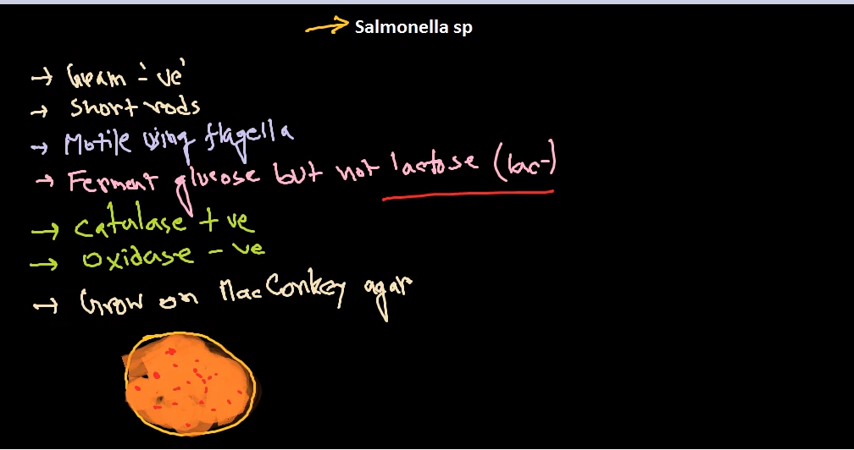 Salmonella sp
Gram '-ve'
Short rods
Motile using flagella
Ferment glucose but not lactose (lac-)
Catalase +ve
Oxidase -ve
Grow on MacConkey agar